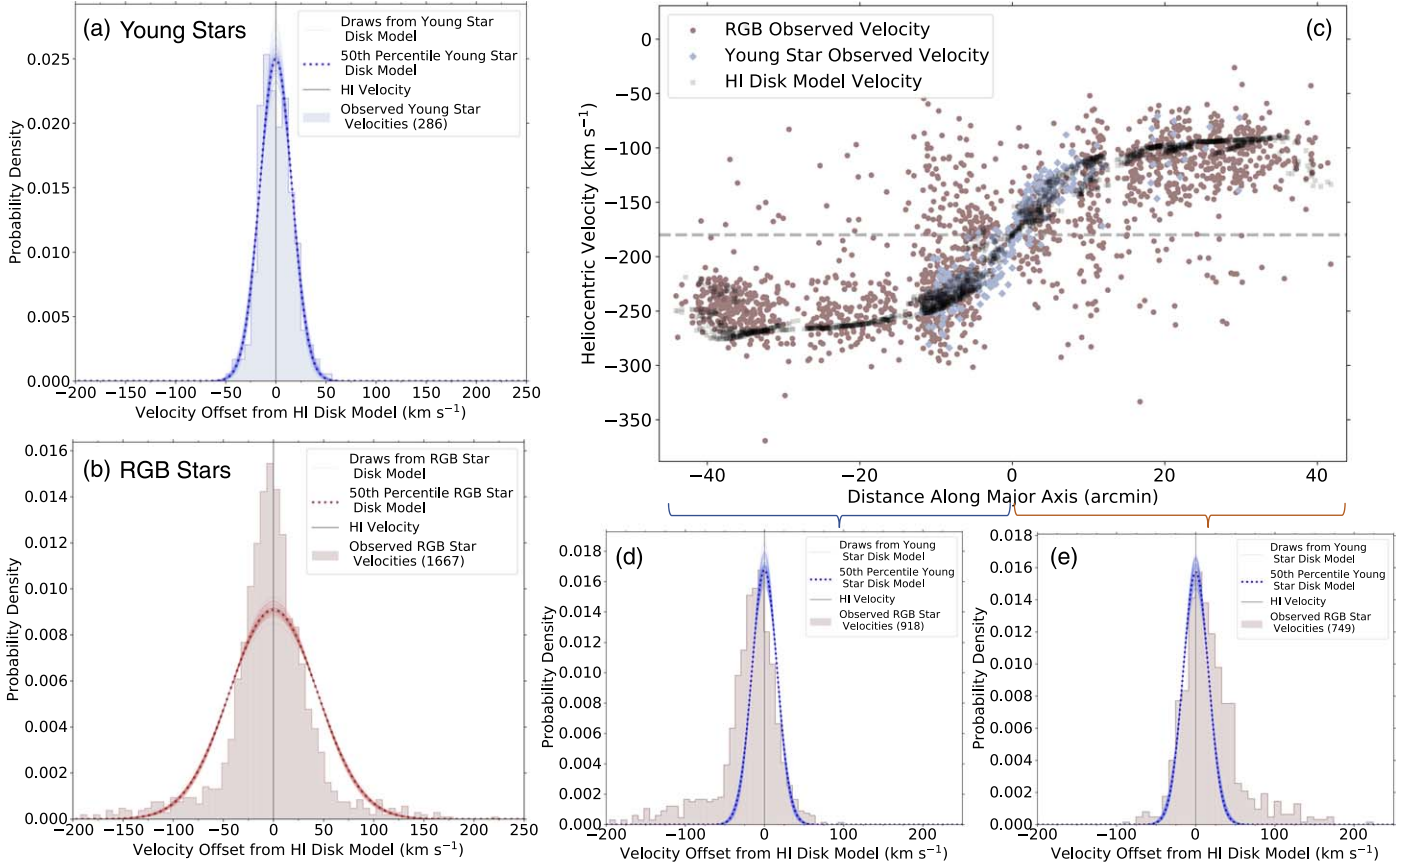 (a) Young Stars
Draws from Young Star
Disk Model
50th Percentile Young Star
Disk Model
HI Velocity
Observed Young Star
Velocities (286)
0.025
0.020
0.015
0.010
0.005
0.000
Probability Density
−200 −150 −100 −50 0 50 100 150 200 250
Velocity Offset from HI Disk Model (km s⁻¹)
(b) RGB Stars
Draws from RGB Star
Disk Model
50th Percentile RGB Star
Disk Model
HI Velocity
Observed RGB Star
Velocities (1667)
0.016
0.014
0.012
0.010
0.008
0.006
0.004
0.002
0.000
Probability Density
−200 −150 −100 −50 0 50 100 150 200 250
Velocity Offset from HI Disk Model (km s⁻¹)
(c)
RGB Observed Velocity
Young Star Observed Velocity
HI Disk Model Velocity
0
−50
−100
−150
−200
−250
−300
−350
Heliocentric Velocity (km s⁻¹)
−40 −20 0 20 40
Distance Along Major Axis (arcmin)
(d)
Draws from Young
Star Disk Model
50th Percentile Young
Star Disk Model
HI Velocity
Observed RGB Star
Velocities (918)
0.018
0.016
0.014
0.012
0.010
0.008
0.006
0.004
0.002
0.000
Probability Density
−200 −100 0 100 200
Velocity Offset from HI Disk Model (km s⁻¹)
(e)
Draws from Young
Star Disk Model
50th Percentile Young
Star Disk Model
HI Velocity
Observed RGB Star
Velocities (749)
0.018
0.016
0.014
0.012
0.010
0.008
0.006
0.004
0.002
0.000
Probability Density
−200 −100 0 100 200
Velocity Offset from HI Disk Model (km s⁻¹)